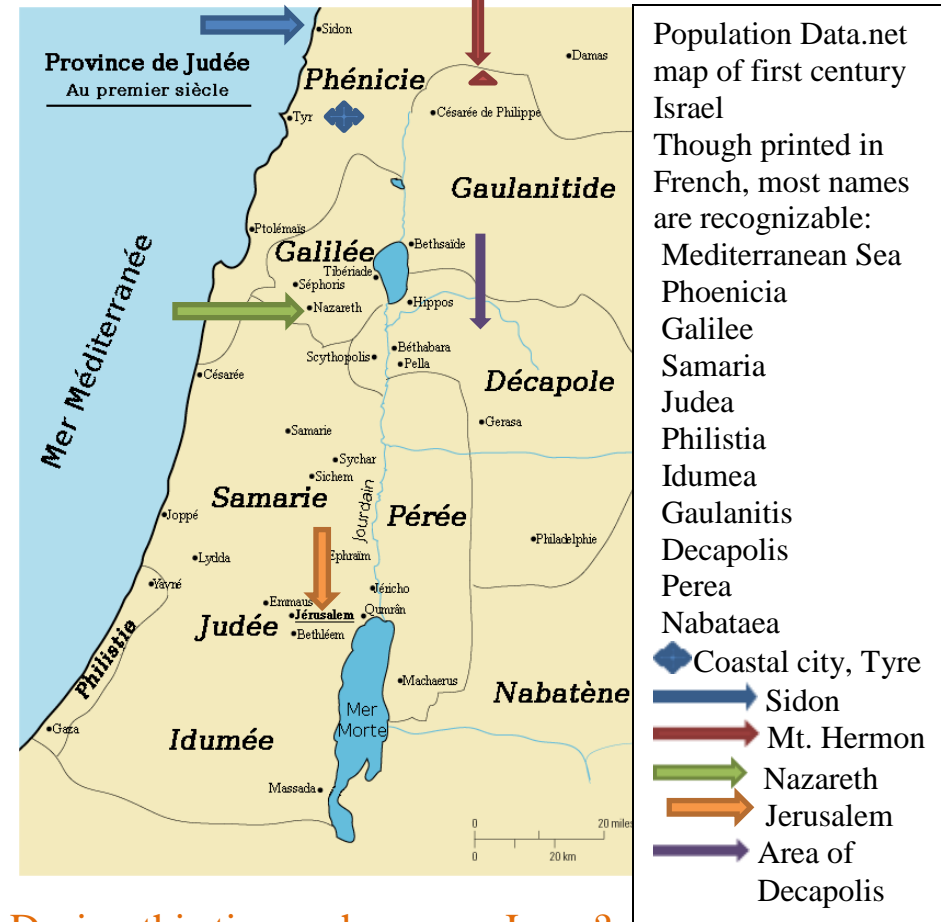 Sidon
Province de Judée
Au premier siècle
Damas
Phénicie
Tyr
Césarée de Philippe
Gaulanitide
Ptolémaïs
Galilée
Bethsaïde
Tibériade
Séphoris
Hippos
Nazareth
Mer Méditerranée
Béthabara
Scythopolis
Pella
Césarée
Décapole
Gerasa
Samarie
Sychar
Sichem
Samarie
Jourdain
Pérée
Joppé
Philadelphie
Lydda
Ephraïm
Yavné
Jéricho
Emmaus
Qumrân
Jérusalem
Judée
Bethléem
Philistie
Machaerus
Nabatène
Mer
Morte
Gaza
Idumée
Massada
0 20 miles
0 20 km
Population Data.net
map of first century
Israel
Though printed in
French, most names
are recognizable:
Mediterranean Sea
Phoenicia
Galilee
Samaria
Judea
Philistia
Idumea
Gaulanitis
Decapolis
Perea
Nabataea
Coastal city, Tyre
Sidon
Mt. Hermon
Nazareth
Jerusalem
Area of
Decapolis